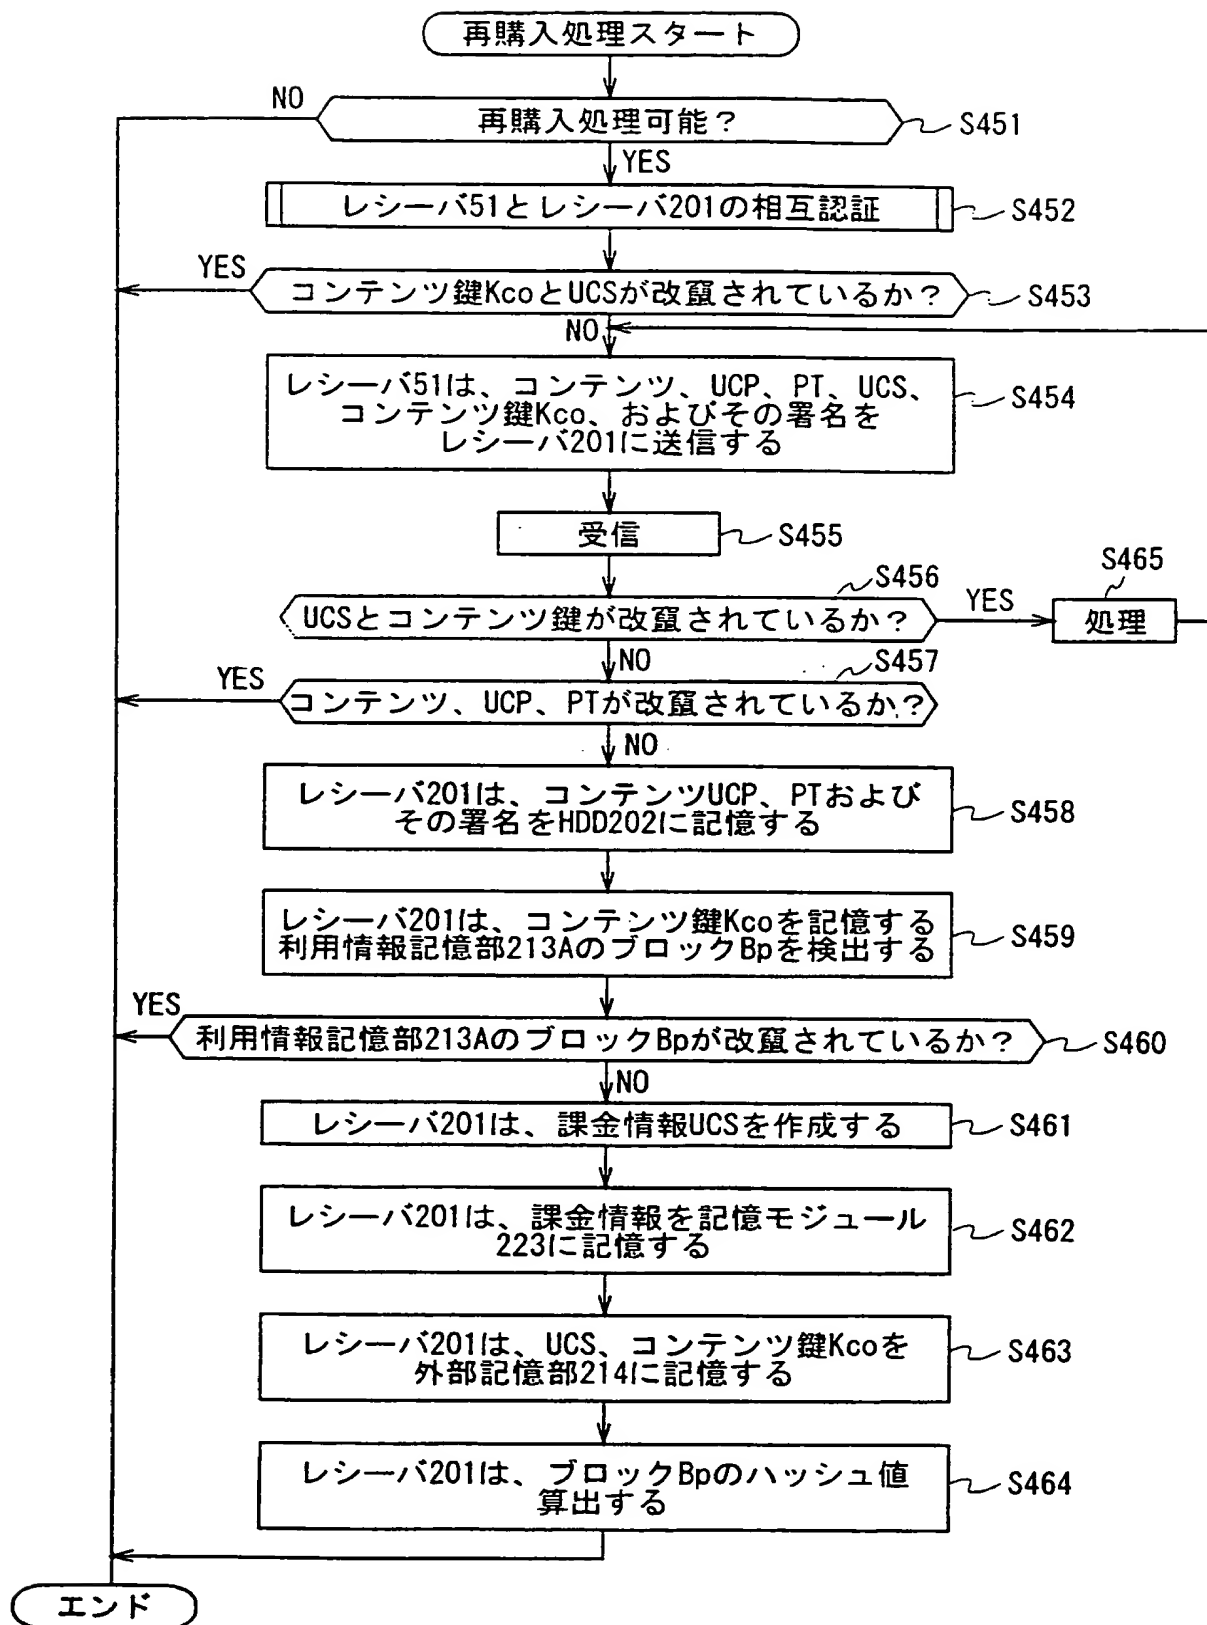 再購入処理スタート
NO
再購入処理可能？
S451
YES
レシーバ51とレシーバ201の相互認証
S452
YES
コンテンツ鍵KcoとUCSが改竄されているか？
S453
NO
レシーバ51は、コンテンツ、UCP、PT、UCS、
コンテンツ鍵Kco、およびその署名を
レシーバ201に送信する
S454
受信
S455
S456
UCSとコンテンツ鍵が改竄されているか？
YES
S465
処理
NO
S457
YES
コンテンツ、UCP、PTが改竄されているか？
NO
レシーバ201は、コンテンツUCP、PTおよび
その署名をHDD202に記憶する
S458
レシーバ201は、コンテンツ鍵Kcoを記憶する
利用情報記憶部213AのブロックBpを検出する
S459
YES
利用情報記憶部213AのブロックBpが改竄されているか？
S460
NO
レシーバ201は、課金情報UCSを作成する
S461
レシーバ201は、課金情報を記憶モジュール
223に記憶する
S462
レシーバ201は、UCS、コンテンツ鍵Kcoを
外部記憶部214に記憶する
S463
レシーバ201は、ブロックBpのハッシュ値
算出する
S464
エンド